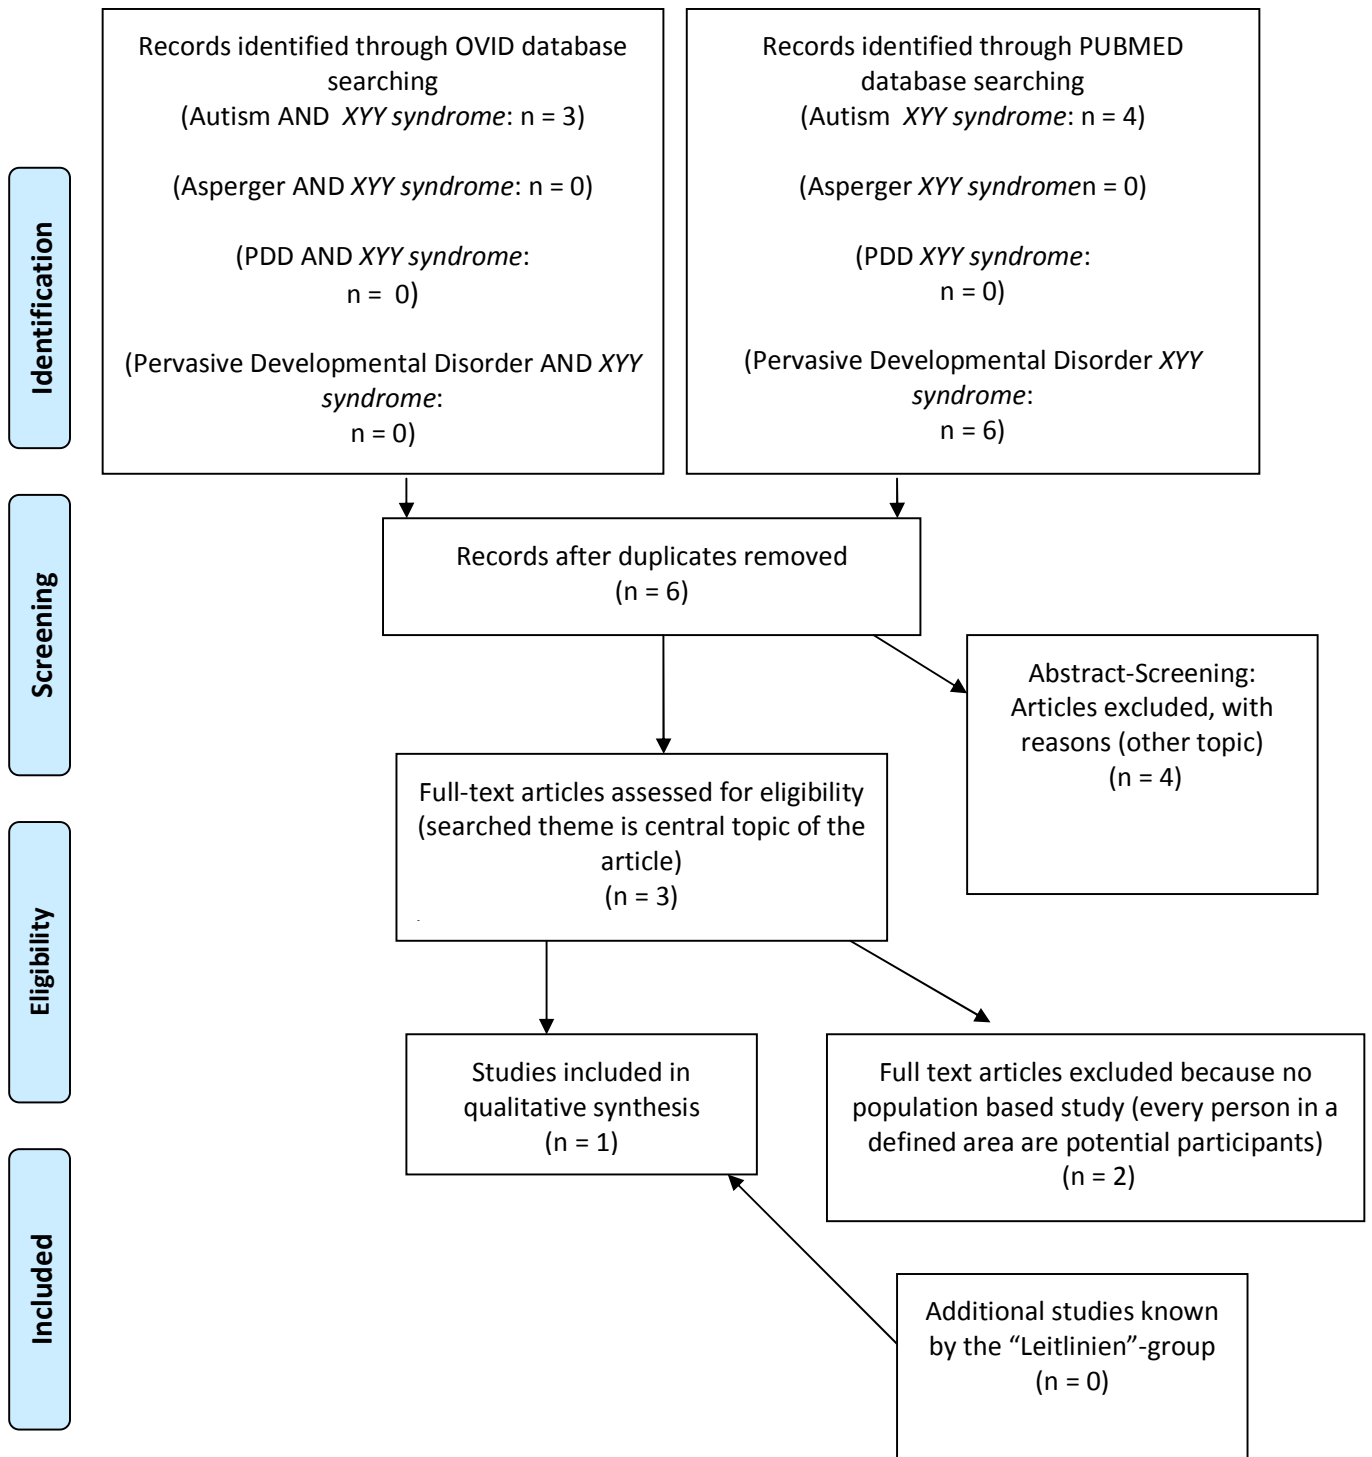 Records identified through OVID database
searching
(Autism AND XYY syndrome: n = 3)
(Asperger AND XYY syndrome: n = 0)
(PDD AND XYY syndrome:
n = 0)
(Pervasive Developmental Disorder AND XYY
syndrome:
n = 0)
Records identified through PUBMED
database searching
(Autism XYY syndrome: n = 4)
(Asperger XYY syndromen = 0)
(PDD XYY syndrome:
n = 0)
(Pervasive Developmental Disorder XYY
syndrome:
n = 6)
Identification
Records after duplicates removed
(n = 6)
Screening
Abstract-Screening:
Articles excluded, with
reasons (other topic)
(n = 4)
Full-text articles assessed for eligibility
(searched theme is central topic of the
article)
(n = 3)
Eligibility
Studies included in
qualitative synthesis
(n = 1)
Full text articles excluded because no
population based study (every person in a
defined area are potential participants)
(n = 2)
Included
Additional studies known
by the “Leitlinien”-group
(n = 0)